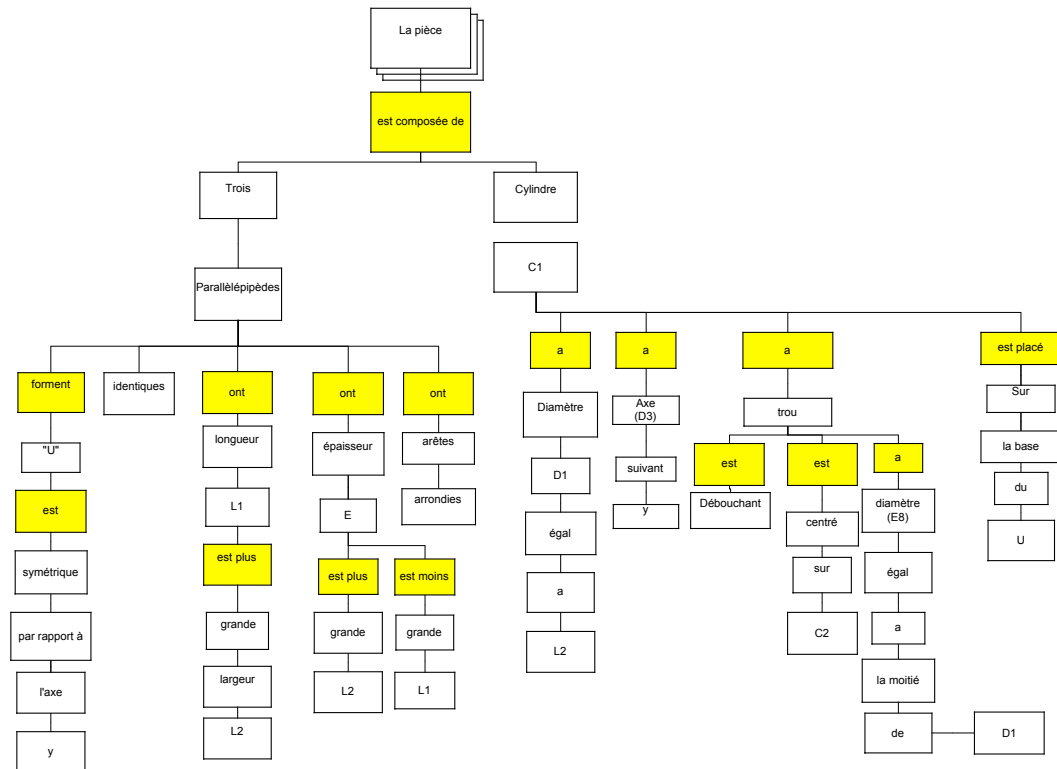 La pièce
est composée de
Trois
Cylindre
Parallèlépipèdes
C1
forment
"U"
est
symétrique
par rapport à
l'axe
y
identiques
ont
longueur
L1
est plus
grande
largeur
L2
ont
épaisseur
E
est plus
grande
L2
est moins
grande
L1
ont
arêtes
arrondies
a
Diamètre
D1
égal
a
L2
a
Axe
(D3)
suivant
y
a
trou
est
Débouchant
est
centré
sur
C2
a
diamètre
(E8)
égal
a
la moitié
de
D1
est placé
Sur
la base
du
U